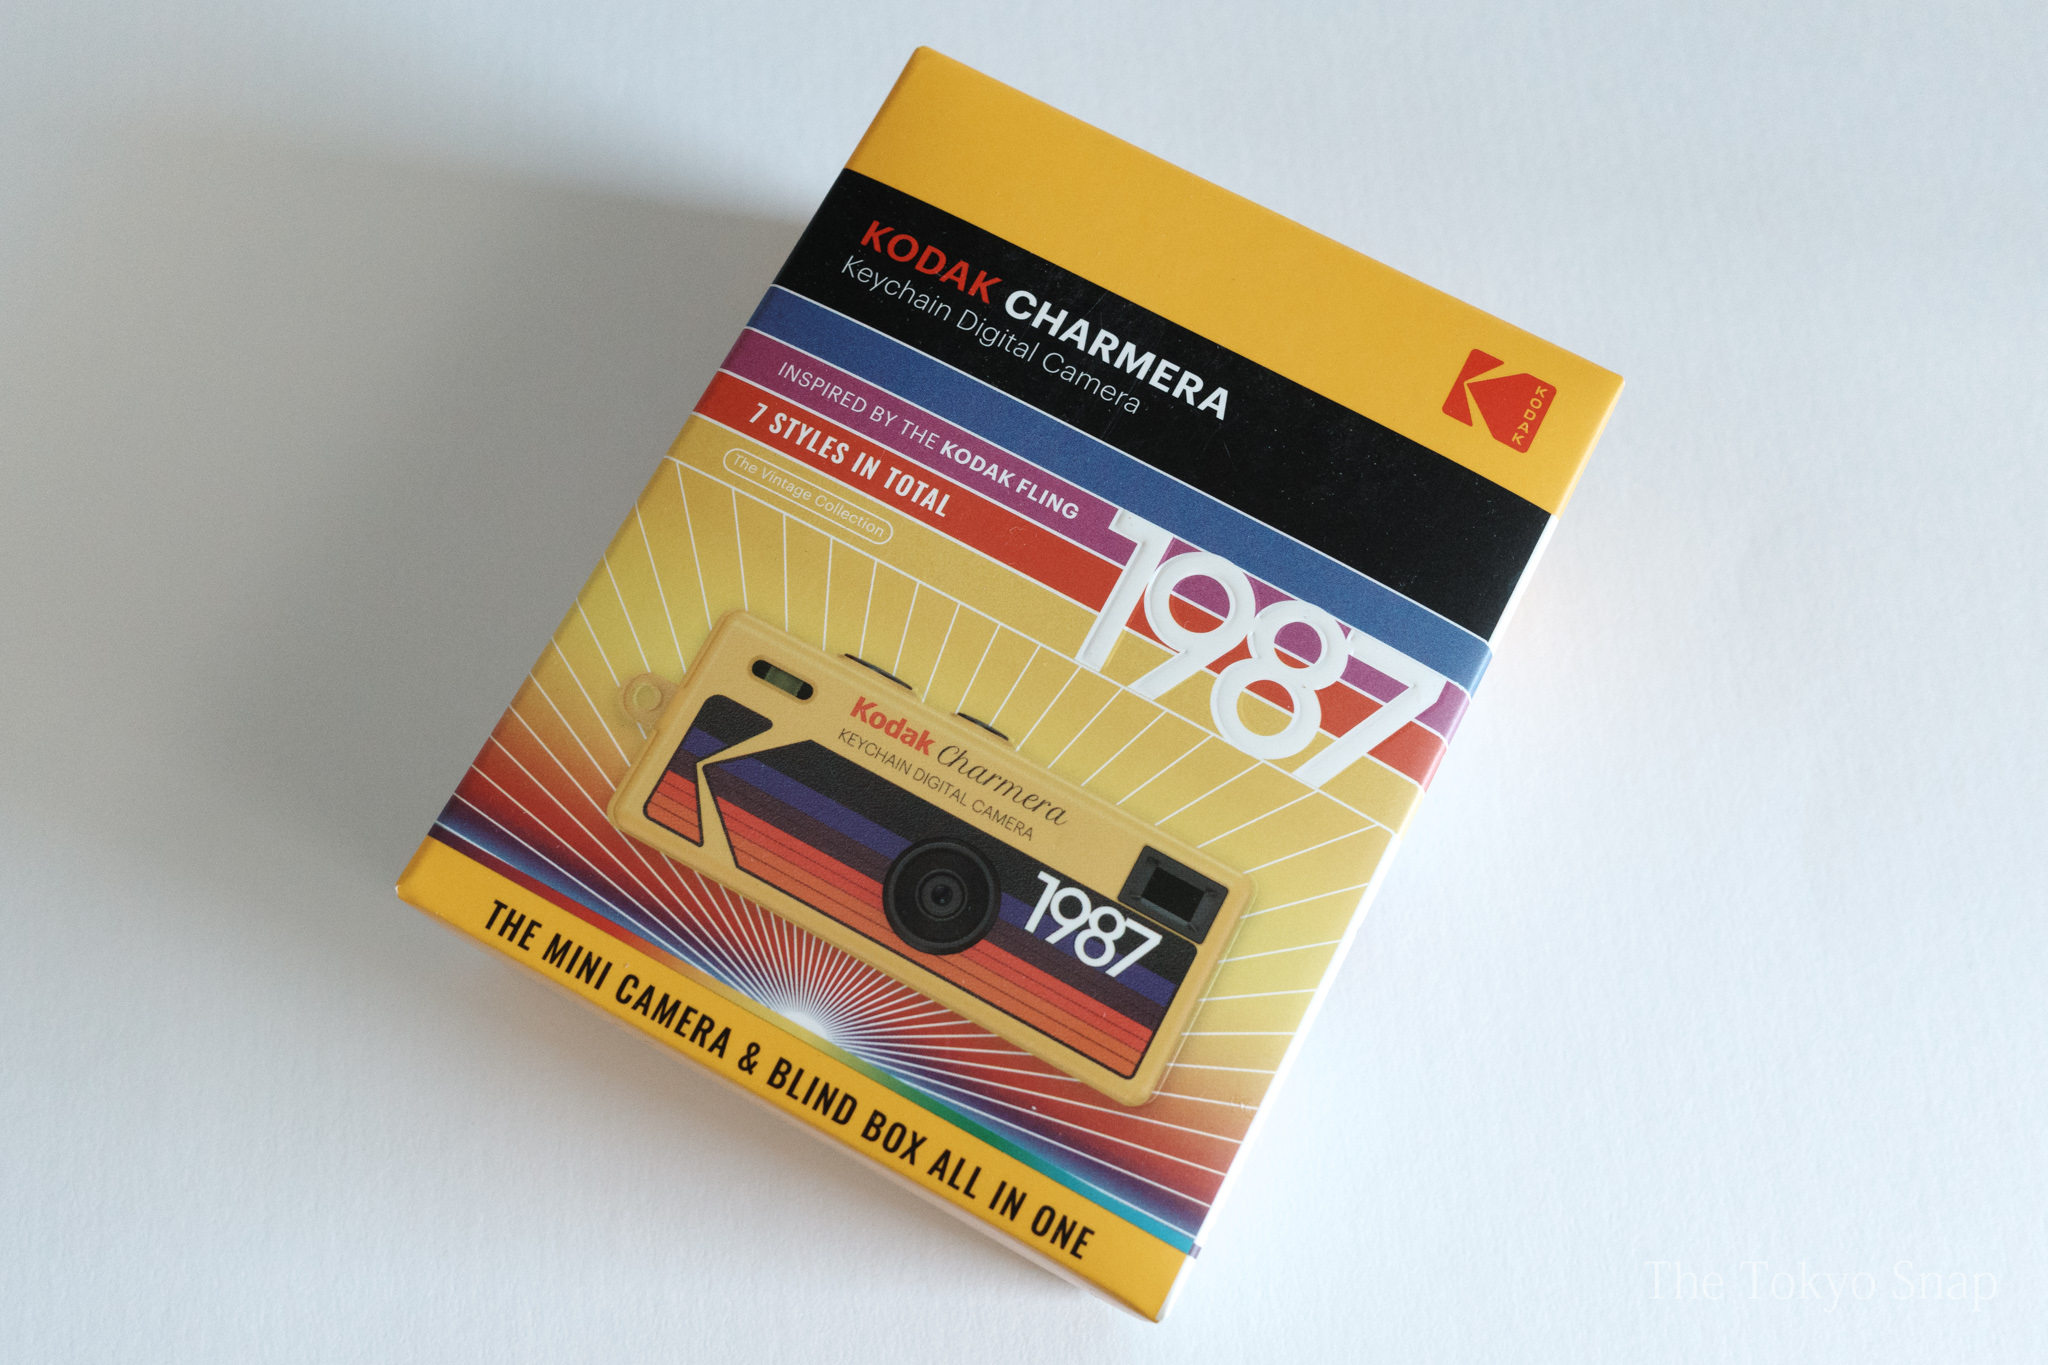 KODAK CHARMERA
Keychain Digital Camera
KODAK
INSPIRED BY THE KODAK FLING
7 STYLES IN TOTAL
The Vintage Collection
1987
Kodak Charmera
KEYCHAIN DIGITAL CAMERA
1987
THE MINI CAMERA & BLIND BOX ALL IN ONE
The Tokyo Snap